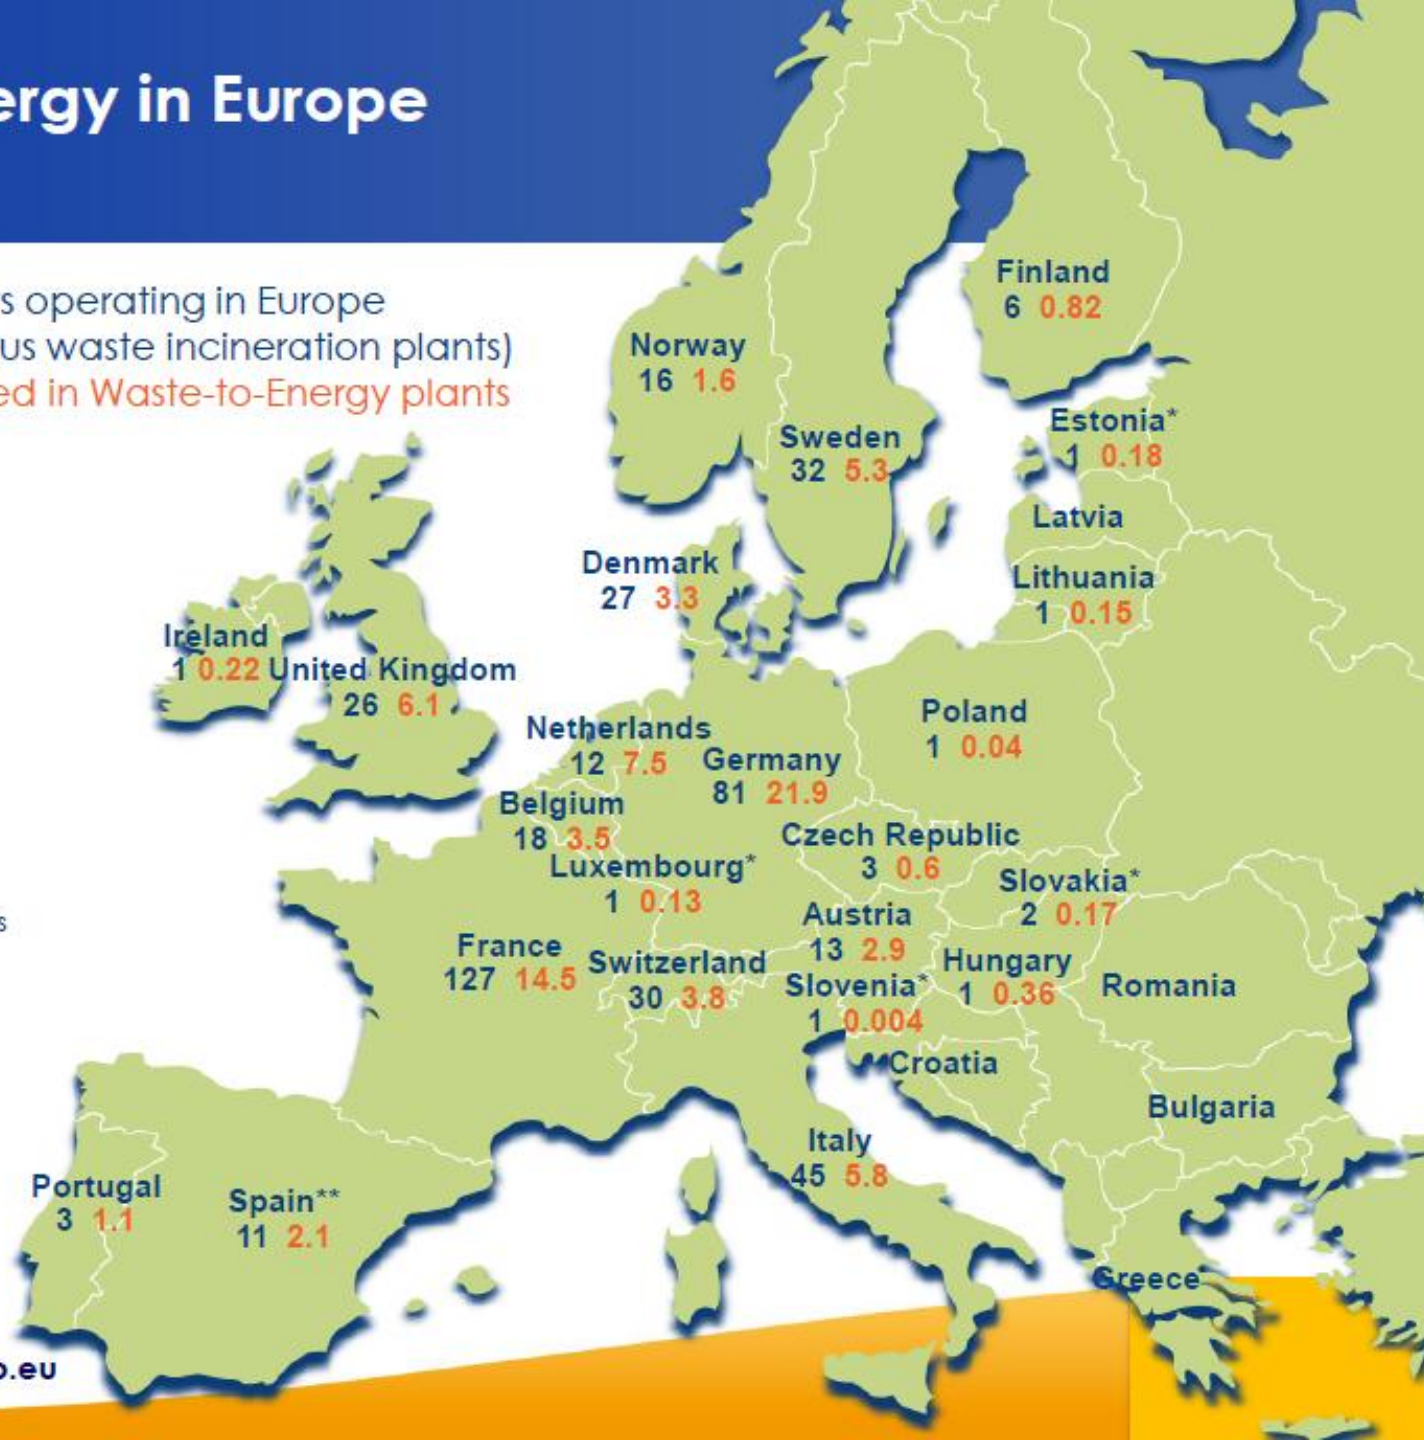 ergy in Europe
s operating in Europe
us waste incineration plants)
ed in Waste-to-Energy plants
Finland
6 0.82
Norway
16 1.6
Estonia*
1 0.18
Sweden
32 5.3
Latvia
Denmark
27 3.3
Lithuania
1 0.15
Ireland
1 0.22
United Kingdom
26 6.1
Poland
1 0.04
Netherlands
12 7.5
Germany
81 21.9
Belgium
18 3.5
Czech Republic
3 0.6
Luxembourg*
1 0.13
Slovakia*
2 0.17
s
Austria
13 2.9
France
127 14.5
Switzerland
30 3.8
Hungary
1 0.36
Slovenia*
1 0.004
Romania
Croatia
Bulgaria
Italy
45 5.8
Portugal
3 1.1
Spain**
11 2.1
Greece
.eu